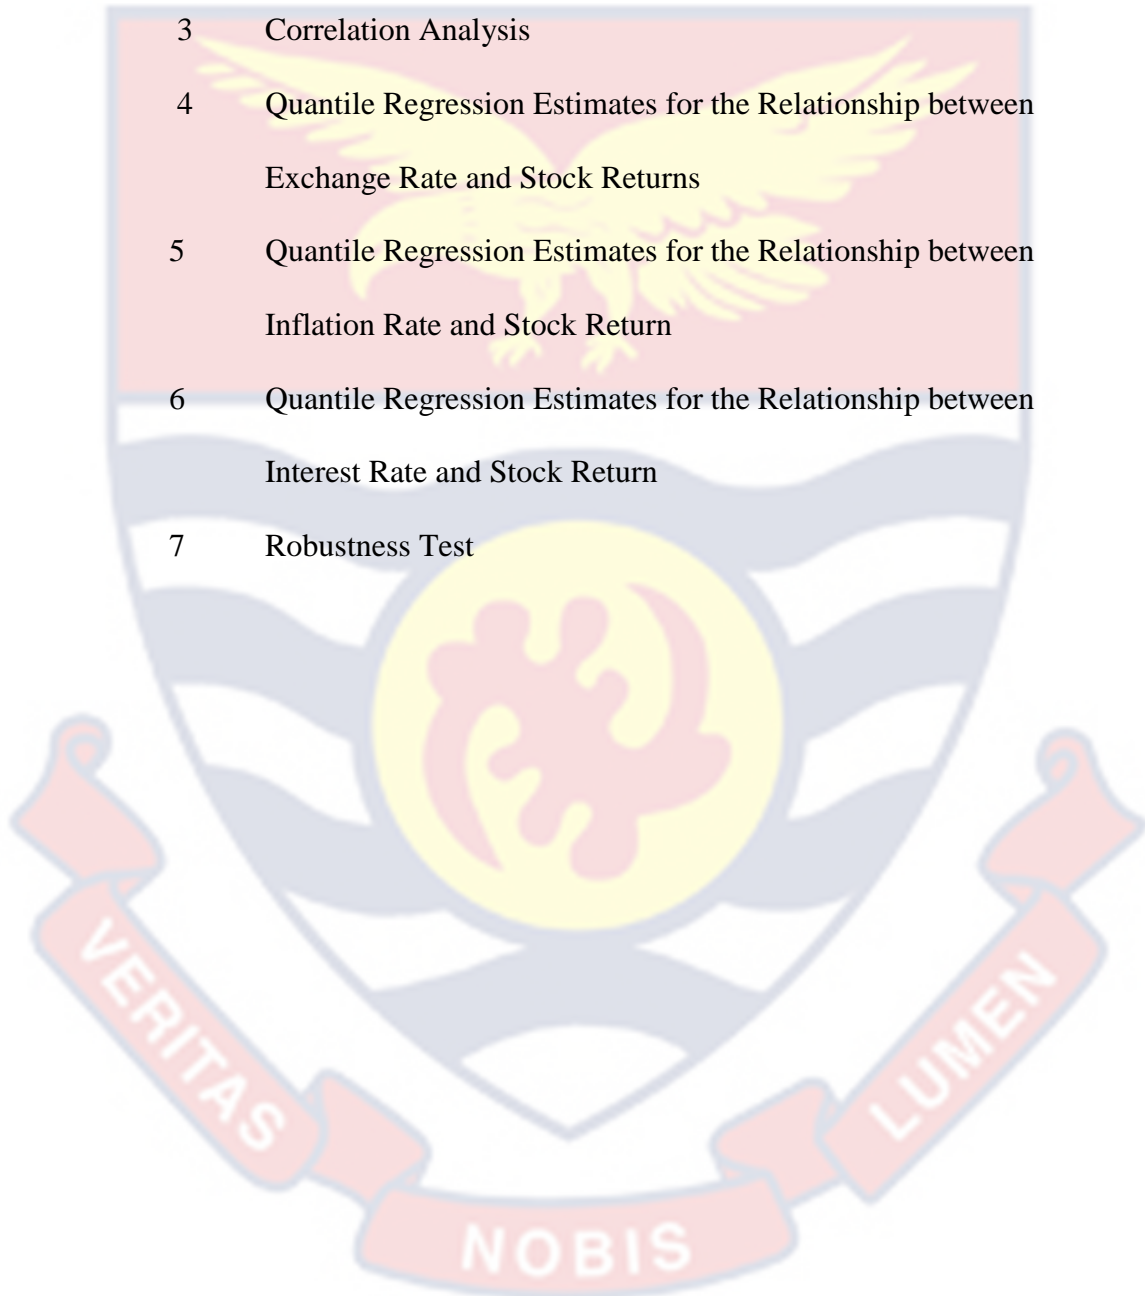 3 Correlation Analysis
4 Quantile Regression Estimates for the Relationship between
Exchange Rate and Stock Returns
5 Quantile Regression Estimates for the Relationship between
Inflation Rate and Stock Return
6 Quantile Regression Estimates for the Relationship between
Interest Rate and Stock Return
7 Robustness Test
VERITAS
NOBIS
LUMEN